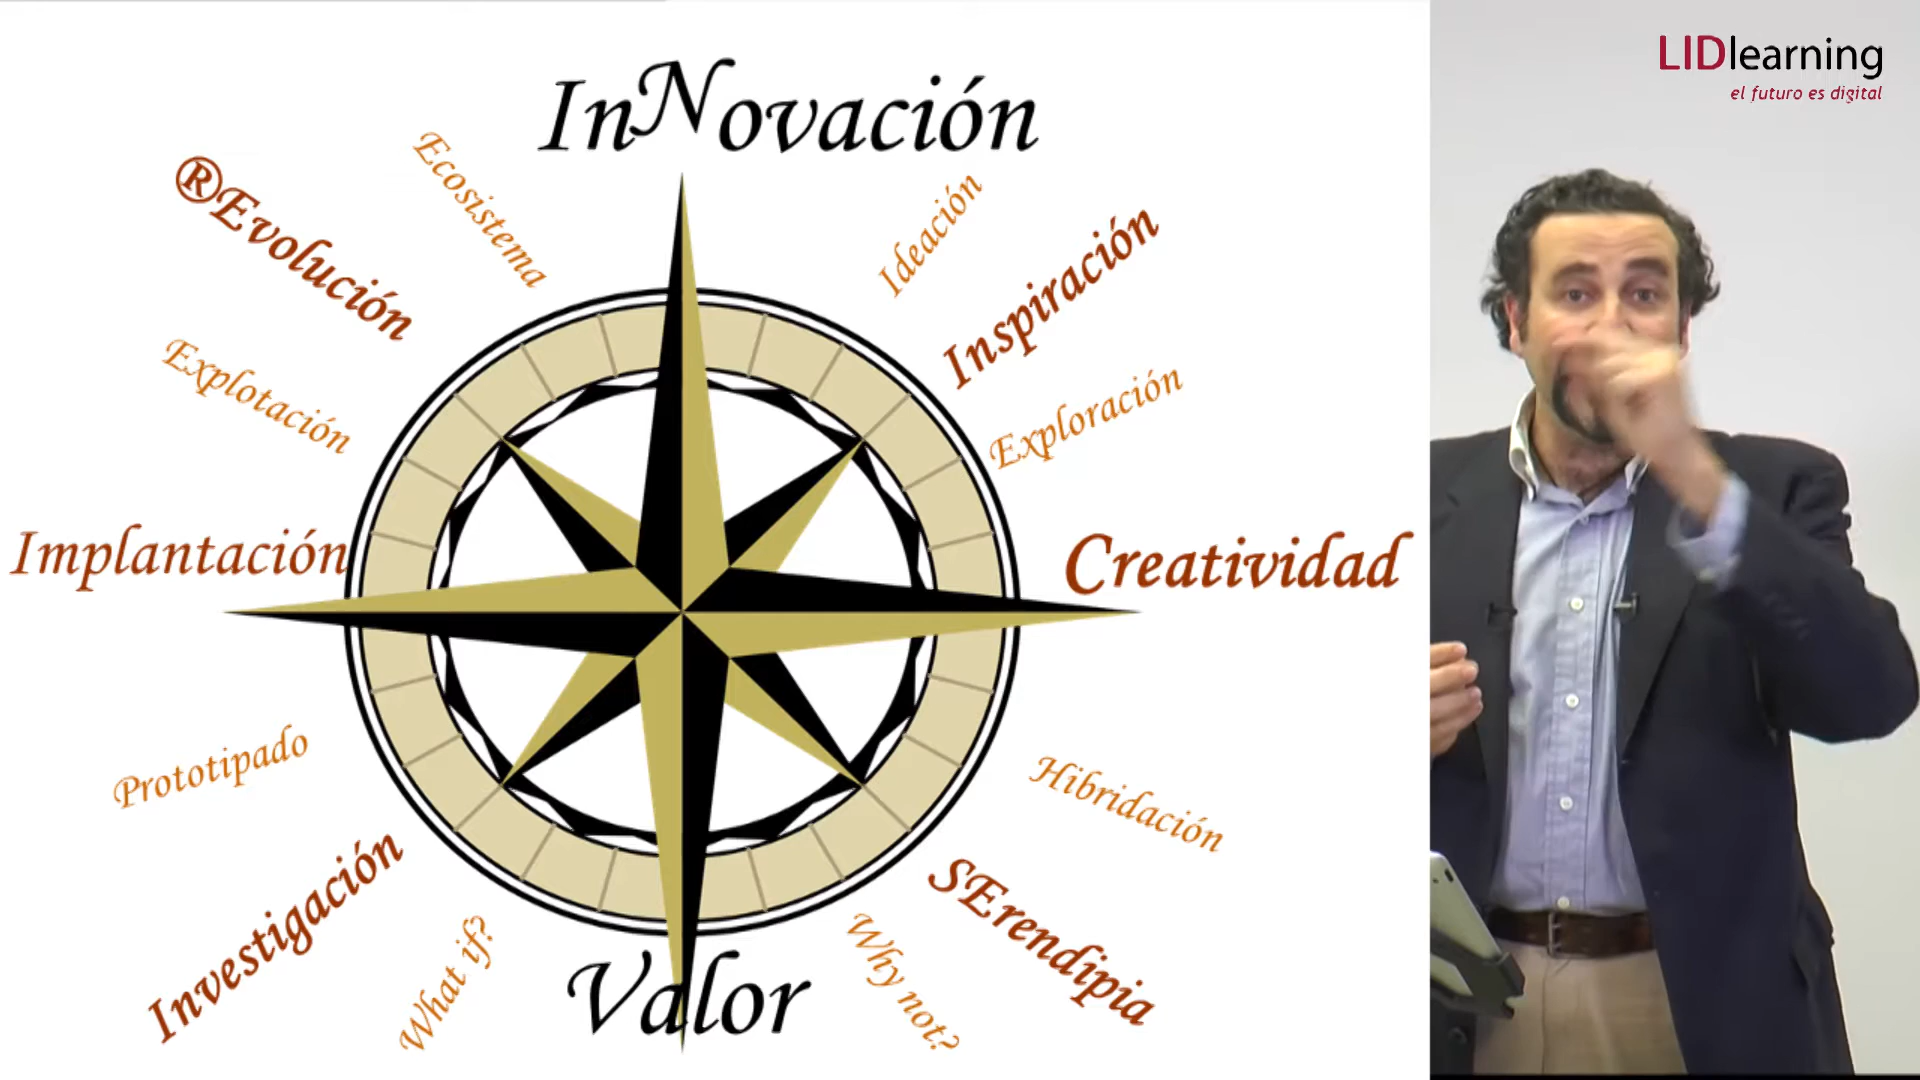 InNovación
LIDlearning
el futuro es digital
Ecosistema
®Evolución
Ideación
Inspiración
Explotación
Exploración
Implantación
Creatividad
Prototipado
Hibridación
Investigación
SErendipia
What if?
Why not?
Valor